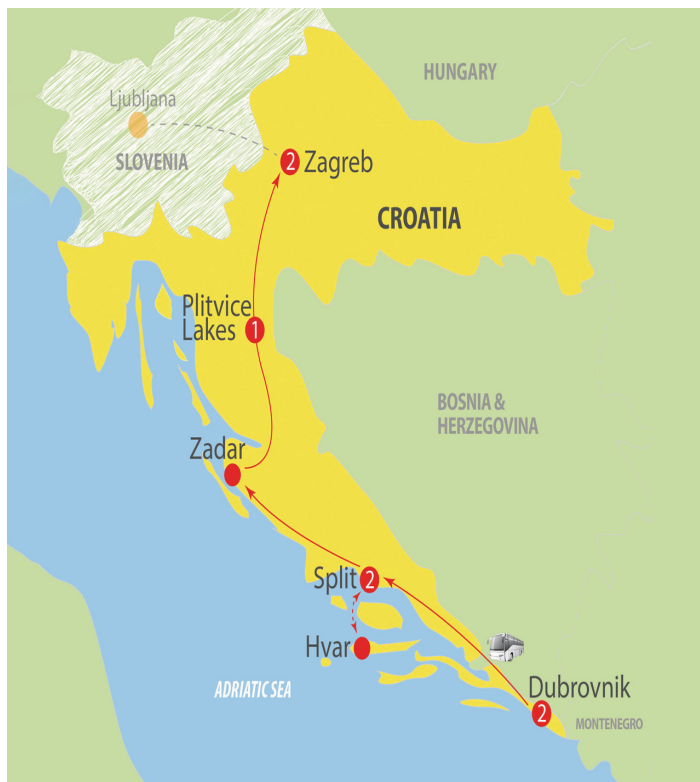 HUNGARY
Ljubljana
SLOVENIA
2 Zagreb
CROATIA
Plitvice
Lakes 1
BOSNIA &
HERZEGOVINA
Zadar
Split 2
Hvar
ADRIATIC SEA
Dubrovnik
2
MONTENEGRO